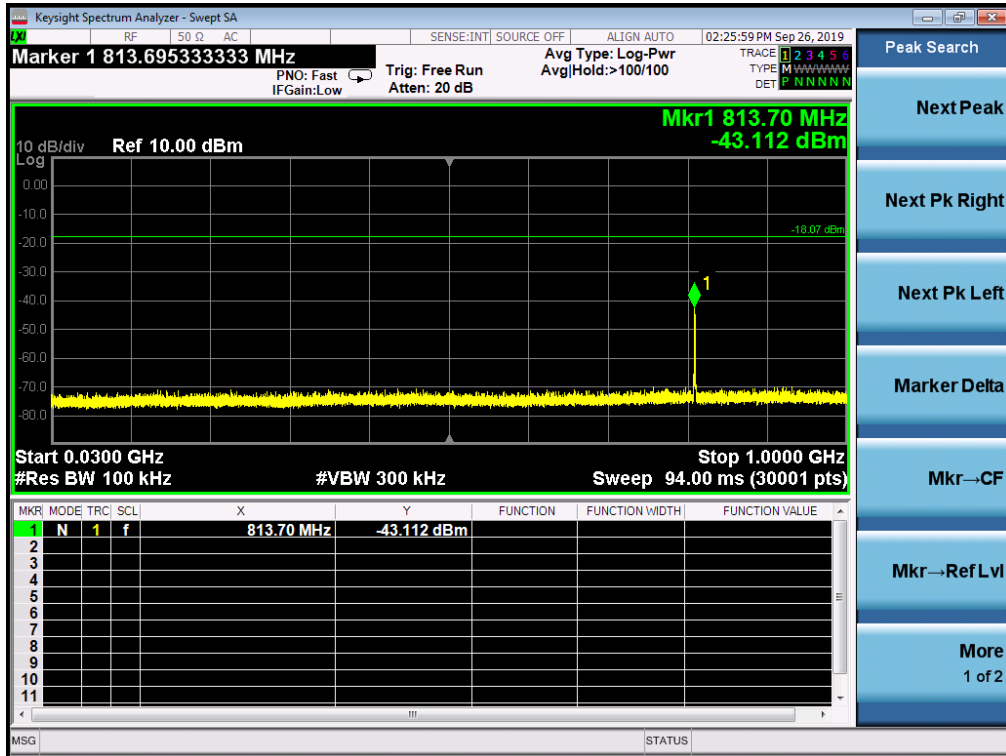 Keysight Spectrum Analyzer - Swept SA
LXI RF 50 Ω AC SENSE:INT SOURCE OFF ALIGN AUTO 02:25:59 PM Sep 26, 2019
Marker 1 813.695333333 MHz
PNO: Fast
IFGain:Low
Trig: Free Run
Atten: 20 dB
Avg Type: Log-Pwr
Avg|Hold:>100/100
TRACE 1 2 3 4 5 6
TYPE M W W W W W
DET P N N N N N
Peak Search
Next Peak
Next Pk Right
Next Pk Left
Marker Delta
Mkr→CF
Mkr→Ref Lvl
More
1 of 2
Mkr1 813.70 MHz
-43.112 dBm
10 dB/div Ref 10.00 dBm
Log
0.00
-10.0
-18.07 dBm
-20.0
-30.0
1
-40.0
-50.0
-60.0
-70.0
-80.0
Start 0.0300 GHz Stop 1.0000 GHz
#Res BW 100 kHz #VBW 300 kHz Sweep 94.00 ms (30001 pts)
MKR MODE TRC SCL X Y FUNCTION FUNCTION WIDTH FUNCTION VALUE
1 N 1 f 813.70 MHz -43.112 dBm
2
3
4
5
6
7
8
9
10
11
MSG STATUS